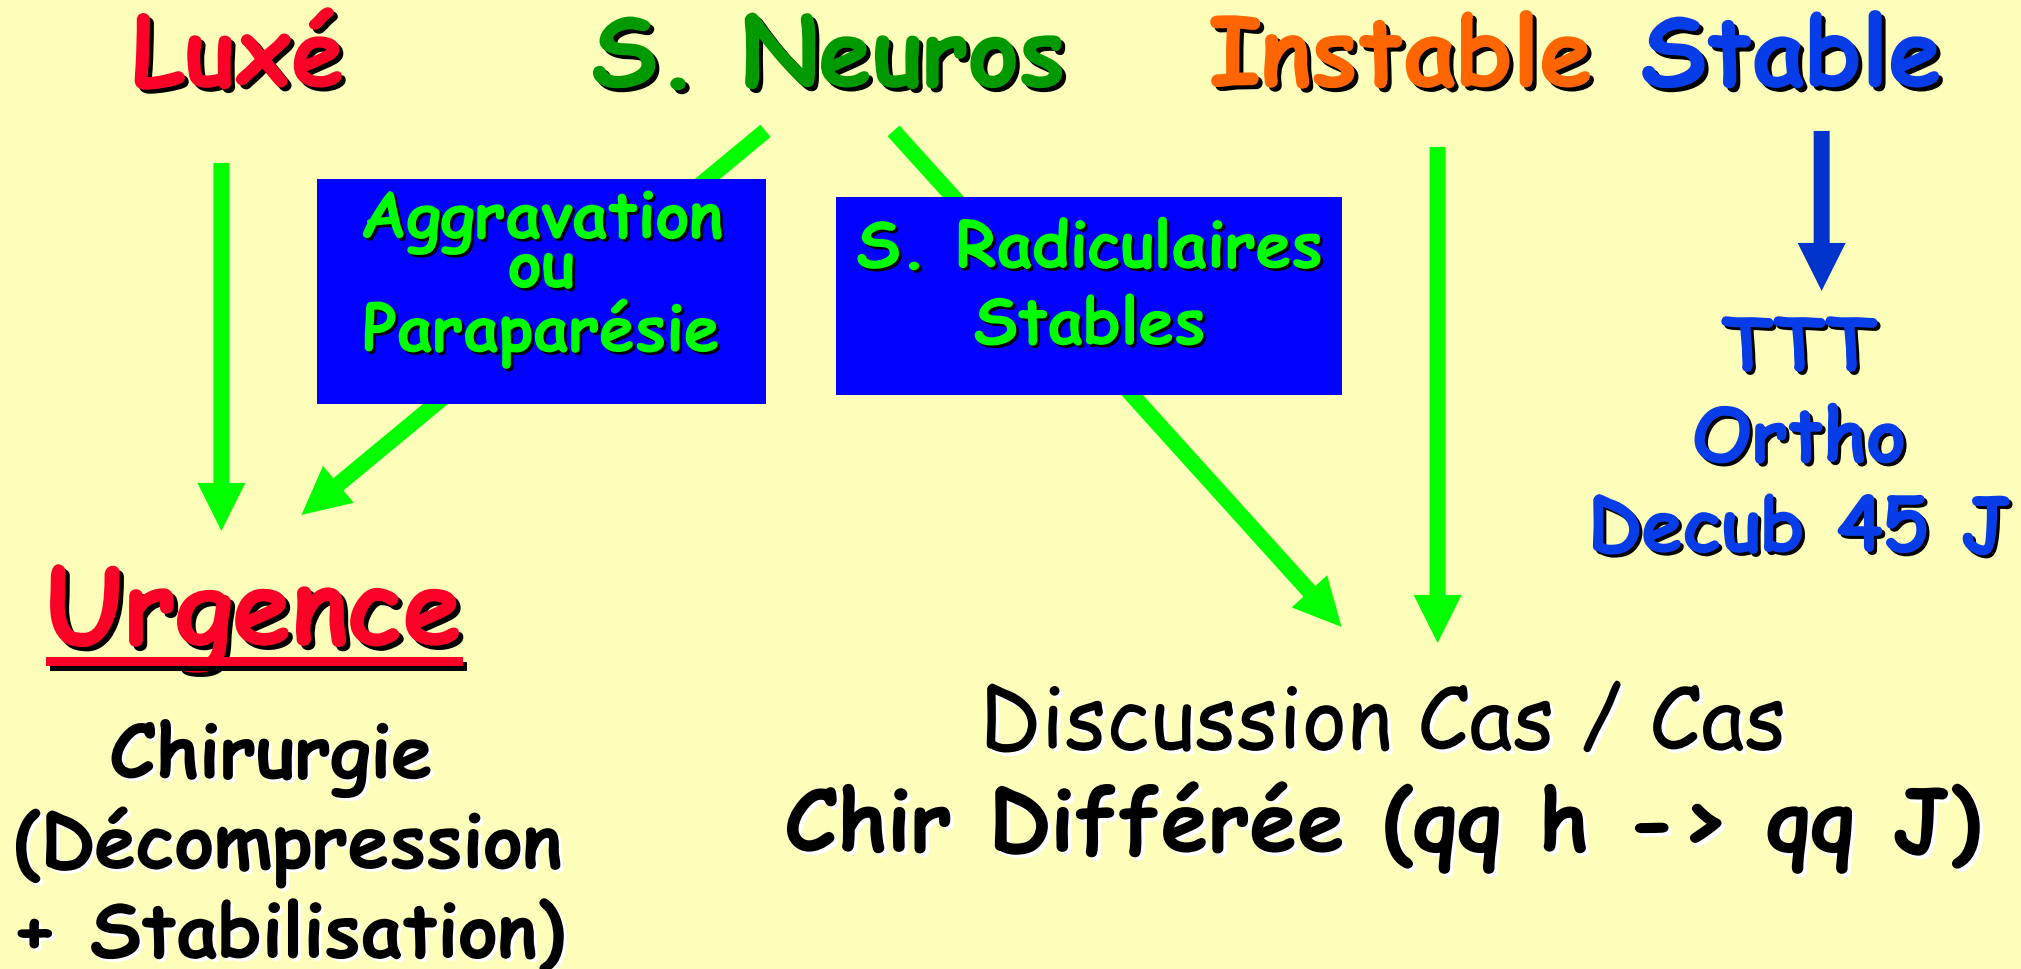 Luxé
S. Neuros
Instable
Stable
Aggravation
ou
Paraparésie
S. Radiculaires
Stables
TTT
Ortho
Decub 45 J
Urgence
Chirurgie
(Décompression
+ Stabilisation)
Discussion Cas / Cas
Chir Différée (qq h -> qq J)